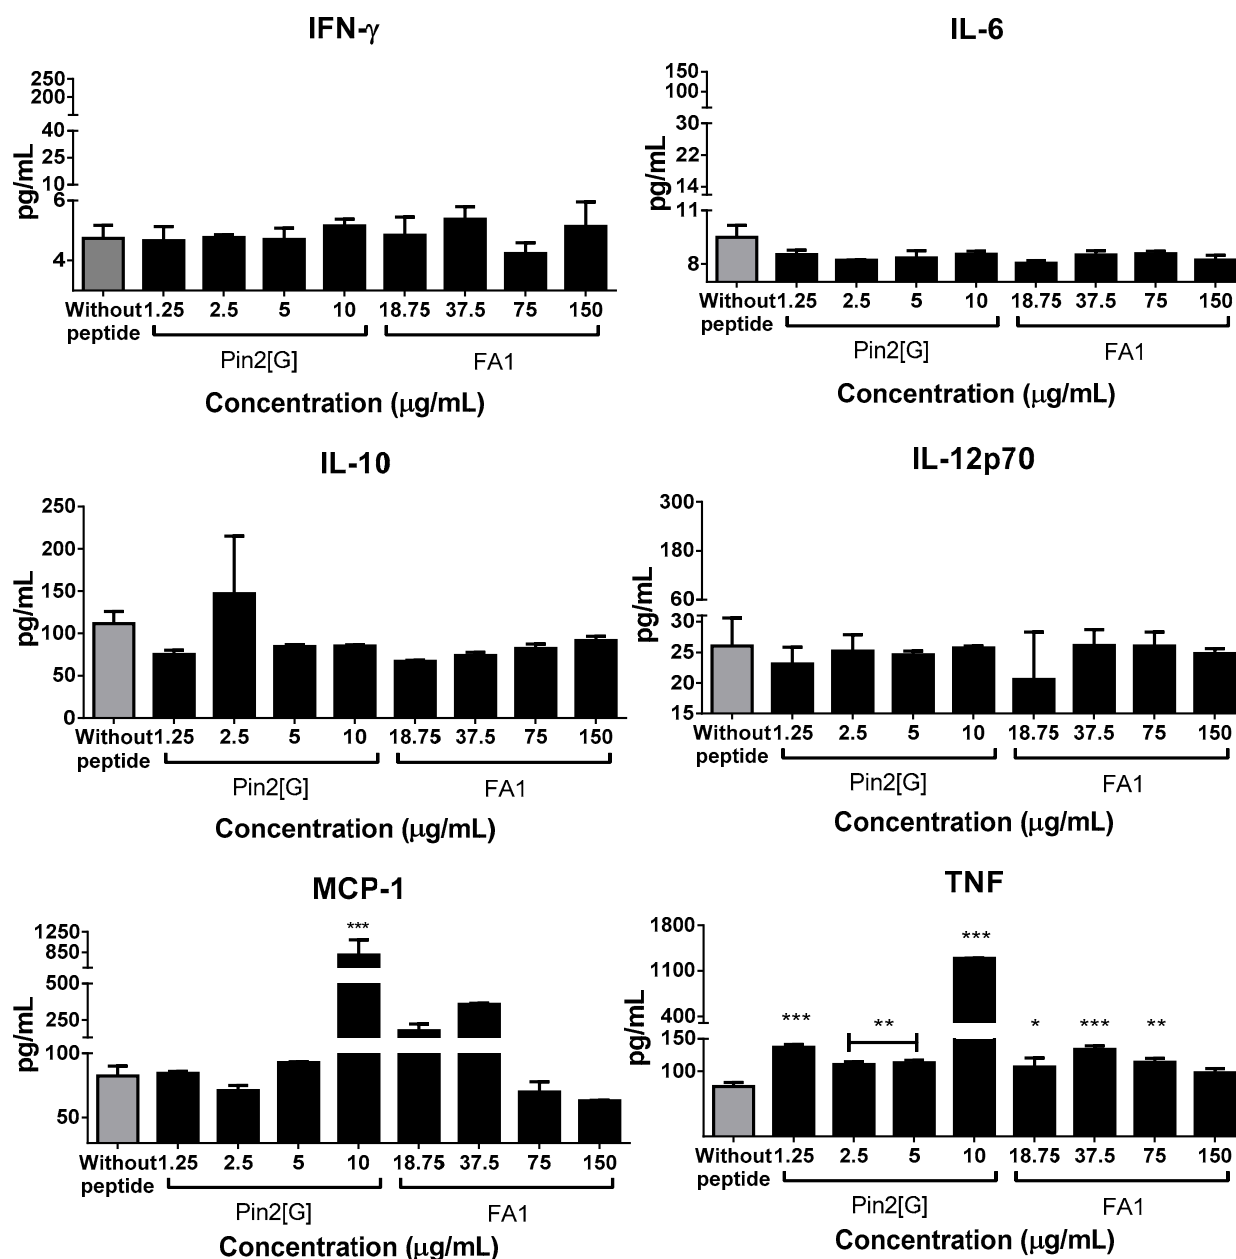 IFN-γ
pg/mL
250
200
40
25
10
6
4
Without peptide 1.25 2.5 5 10 18.75 37.5 75 150
Pin2[G] FA1
Concentration (μg/mL)
IL-6
pg/mL
150
100
30
22
14
11
8
Without peptide 1.25 2.5 5 10 18.75 37.5 75 150
Pin2[G] FA1
Concentration (μg/mL)
IL-10
pg/mL
250
200
150
100
50
0
Without peptide 1.25 2.5 5 10 18.75 37.5 75 150
Pin2[G] FA1
Concentration (μg/mL)
IL-12p70
pg/mL
300
180
60
30
25
20
15
Without peptide 1.25 2.5 5 10 18.75 37.5 75 150
Pin2[G] FA1
Concentration (μg/mL)
MCP-1
pg/mL
1250
850
500
250
100
50
***
Without peptide 1.25 2.5 5 10 18.75 37.5 75 150
Pin2[G] FA1
Concentration (μg/mL)
TNF
pg/mL
1800
1100
400
150
100
*** ** *** * *** **
Without peptide 1.25 2.5 5 10 18.75 37.5 75 150
Pin2[G] FA1
Concentration (μg/mL)